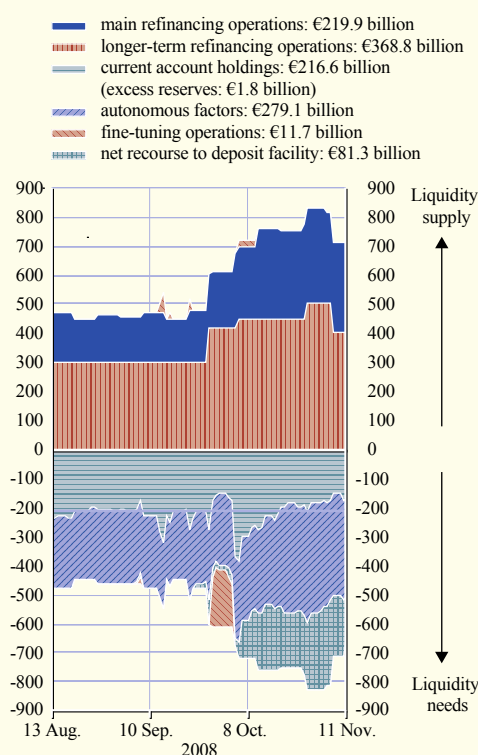 main refinancing operations: €219.9 billion
longer-term refinancing operations: €368.8 billion
current account holdings: €216.6 billion
(excess reserves: €1.8 billion)
autonomous factors: €279.1 billion
fine-tuning operations: €11.7 billion
net recourse to deposit facility: €81.3 billion
900 900
800 800
700 700
600 600
500 500
400 400
300 300
200 200
100 100
0 0
-100 -100
-200 -200
-300 -300
-400 -400
-500 -500
-600 -600
-700 -700
-800 -800
-900 -900
Liquidity
supply
Liquidity
needs
13 Aug. 10 Sep. 8 Oct. 11 Nov.
2008